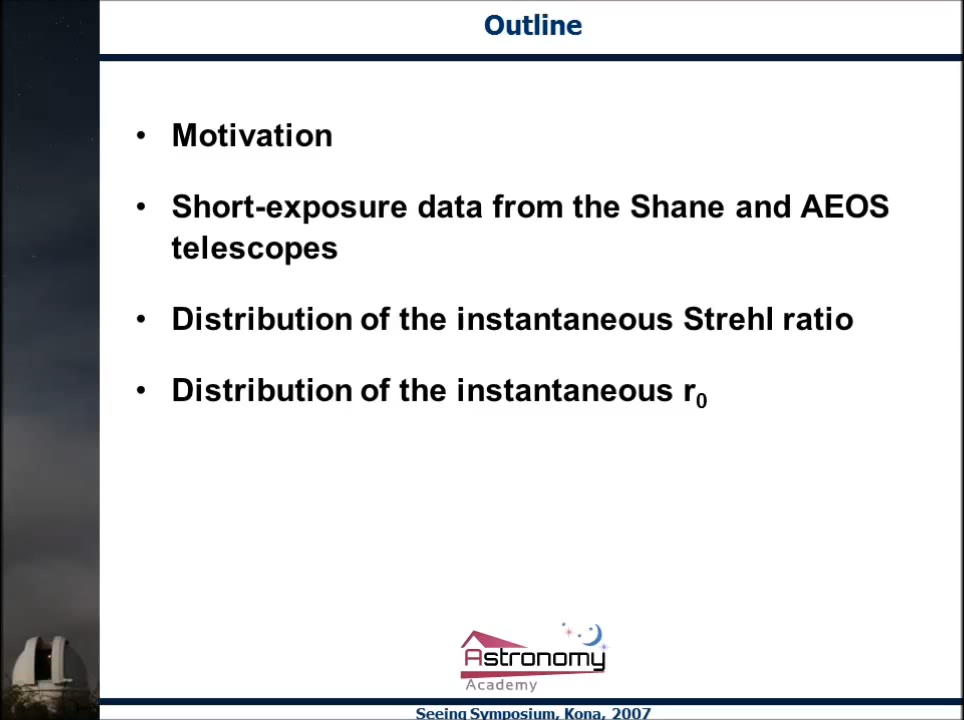 Outline
• Motivation
• Short-exposure data from the Shane and AEOS
telescopes
• Distribution of the instantaneous Strehl ratio
• Distribution of the instantaneous r₀
Astronomy
Academy
Seeing Symposium, Kona, 2007